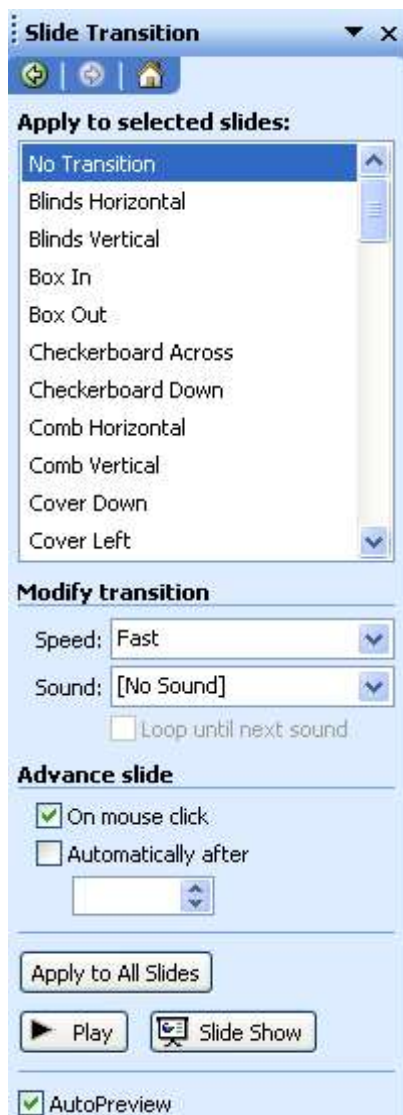 Slide Transition
Apply to selected slides:
No Transition
Blinds Horizontal
Blinds Vertical
Box In
Box Out
Checkerboard Across
Checkerboard Down
Comb Horizontal
Comb Vertical
Cover Down
Cover Left
Modify transition
Speed: Fast
Sound: [No Sound]
Loop until next sound
Advance slide
On mouse click
Automatically after
Apply to All Slides
Play Slide Show
AutoPreview